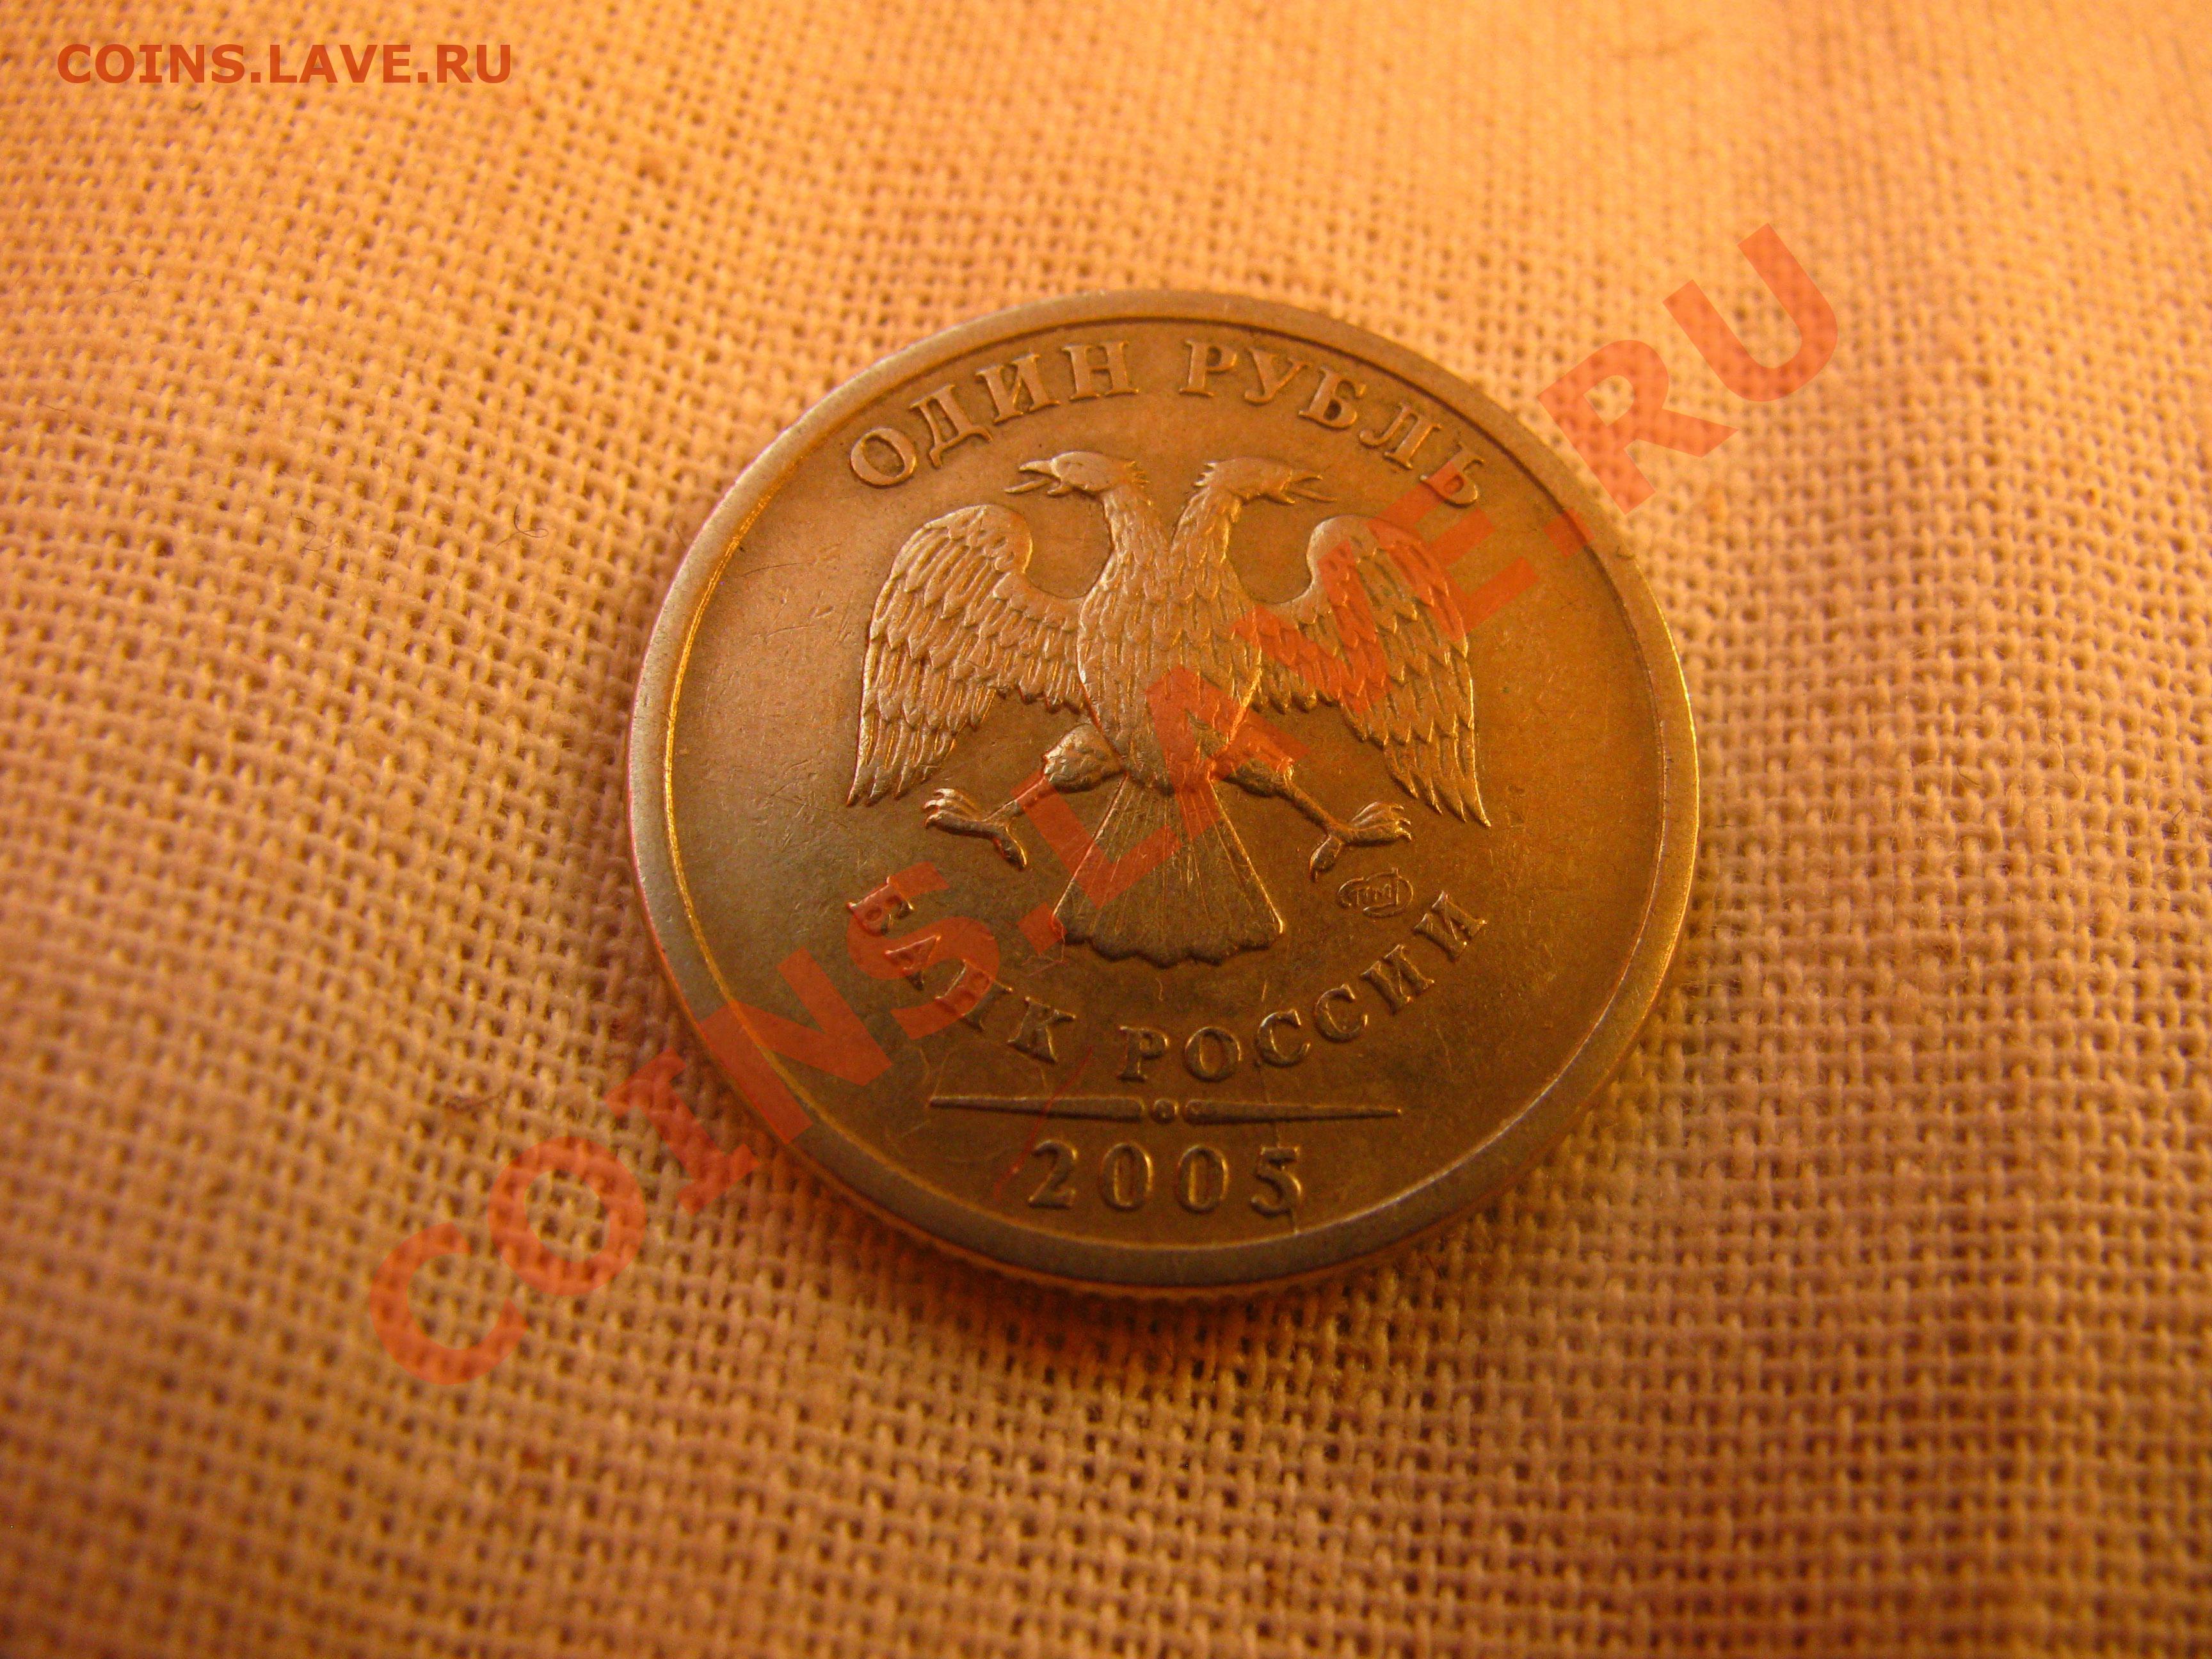 COINS.LAVE.RU
ОДИН РУБЛЬ
БАНК РОССИИ
2005
COINS.LAVE.RU